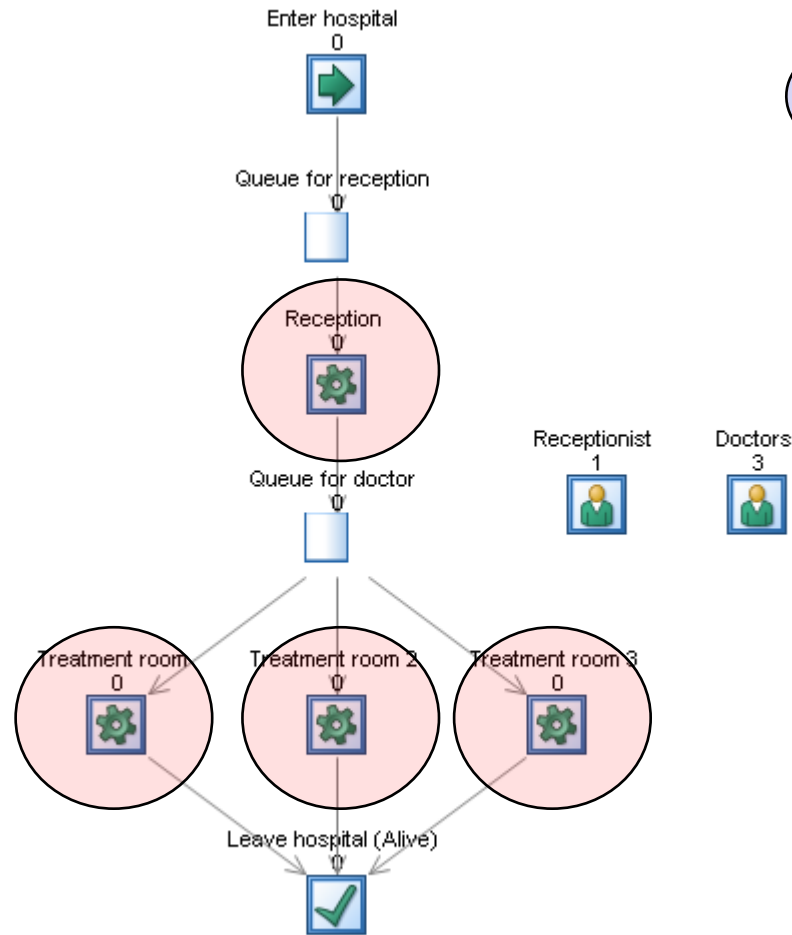 Enter hospital
0
Queue for reception
0
Reception
0
Receptionist
1
Doctors
3
Queue for doctor
0
Treatment room
0
Treatment room 2
0
Treatment room 3
0
Leave hospital (Alive)
0